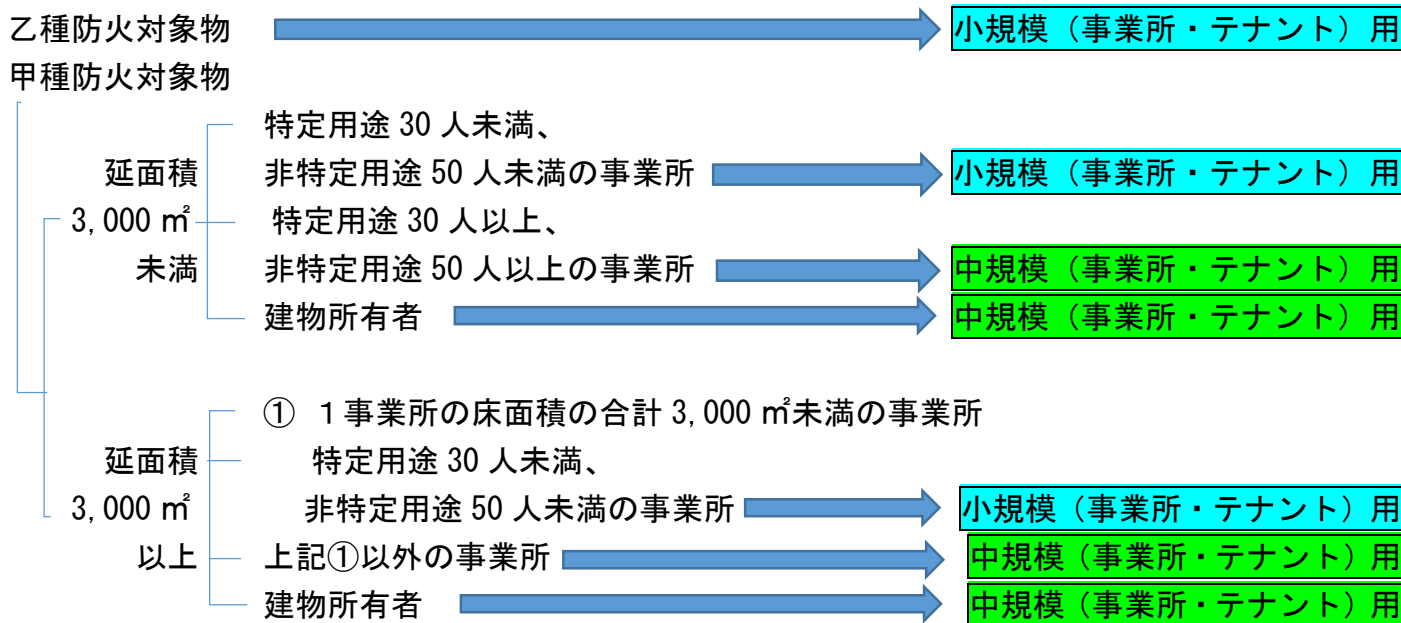 乙種防火対象物 小規模（事業所・テナント）用
甲種防火対象物
特定用途 30 人未満、
延面積 非特定用途 50 人未満の事業所 小規模（事業所・テナント）用
3,000 ㎡ 特定用途 30 人以上、
未満 非特定用途 50 人以上の事業所 中規模（事業所・テナント）用
建物所有者 中規模（事業所・テナント）用
① １事業所の床面積の合計 3,000 ㎡未満の事業所
延面積 特定用途 30 人未満、
3,000 ㎡ 非特定用途 50 人未満の事業所 小規模（事業所・テナント）用
以上 上記①以外の事業所 中規模（事業所・テナント）用
建物所有者 中規模（事業所・テナント）用